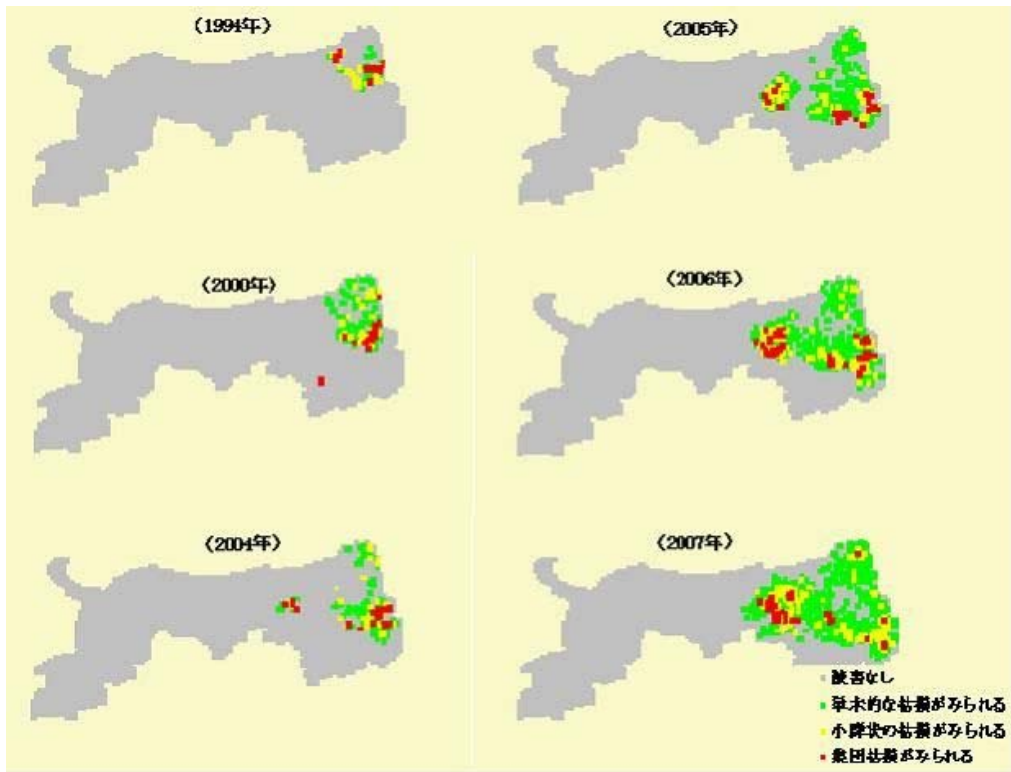 (1994年)
(2005年)
(2000年)
(2006年)
(2004年)
(2007年)
被害なし
単木的な枯損がみられる
小群状の枯損がみられる
集団枯損がみられる